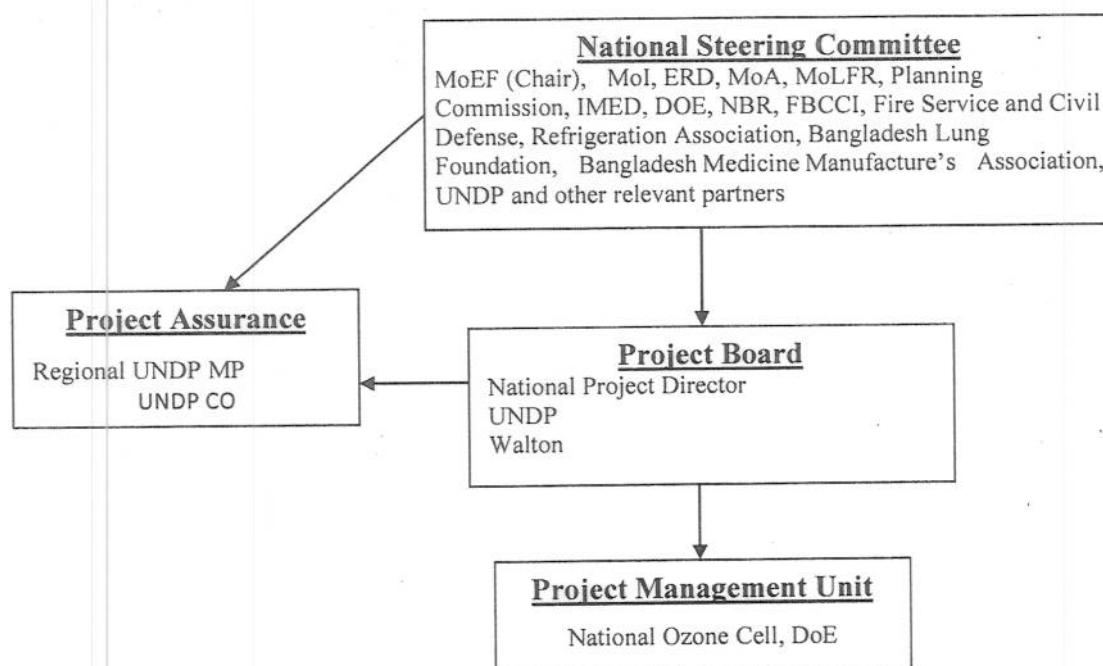 National Steering Committee
MoEF (Chair), MoI, ERD, MoA, MoLFR, Planning
Commission, IMED, DOE, NBR, FBCCI, Fire Service and Civil
Defense, Refrigeration Association, Bangladesh Lung
Foundation, Bangladesh Medicine Manufacture's Association,
UNDP and other relevant partners
Project Assurance
Regional UNDP MP
UNDP CO
Project Board
National Project Director
UNDP
Walton
Project Management Unit
National Ozone Cell, DoE